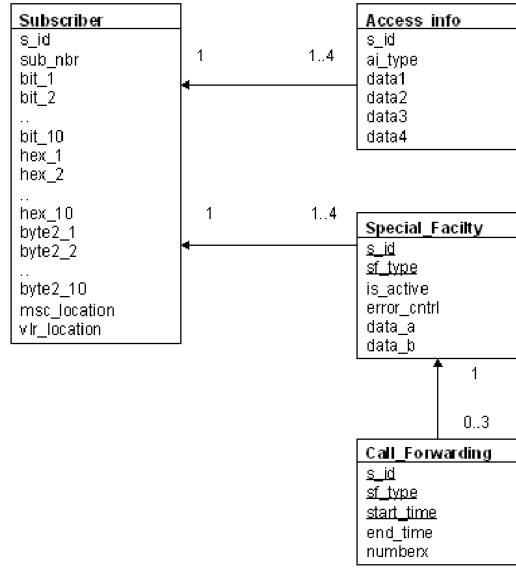 Subscriber
s_id
sub_nbr
bit_1
bit_2
..
bit_10
hex_1
hex_2
..
hex_10
byte2_1
byte2_2
..
byte2_10
msc_location
vlr_location
1
1..4
Access_info
s_id
ai_type
data1
data2
data3
data4
1
1..4
Special_Facilty
s_id
sf_type
is_active
error_cntrl
data_a
data_b
1
0..3
Call_Forwarding
s_id
sf_type
start_time
end_time
numberx